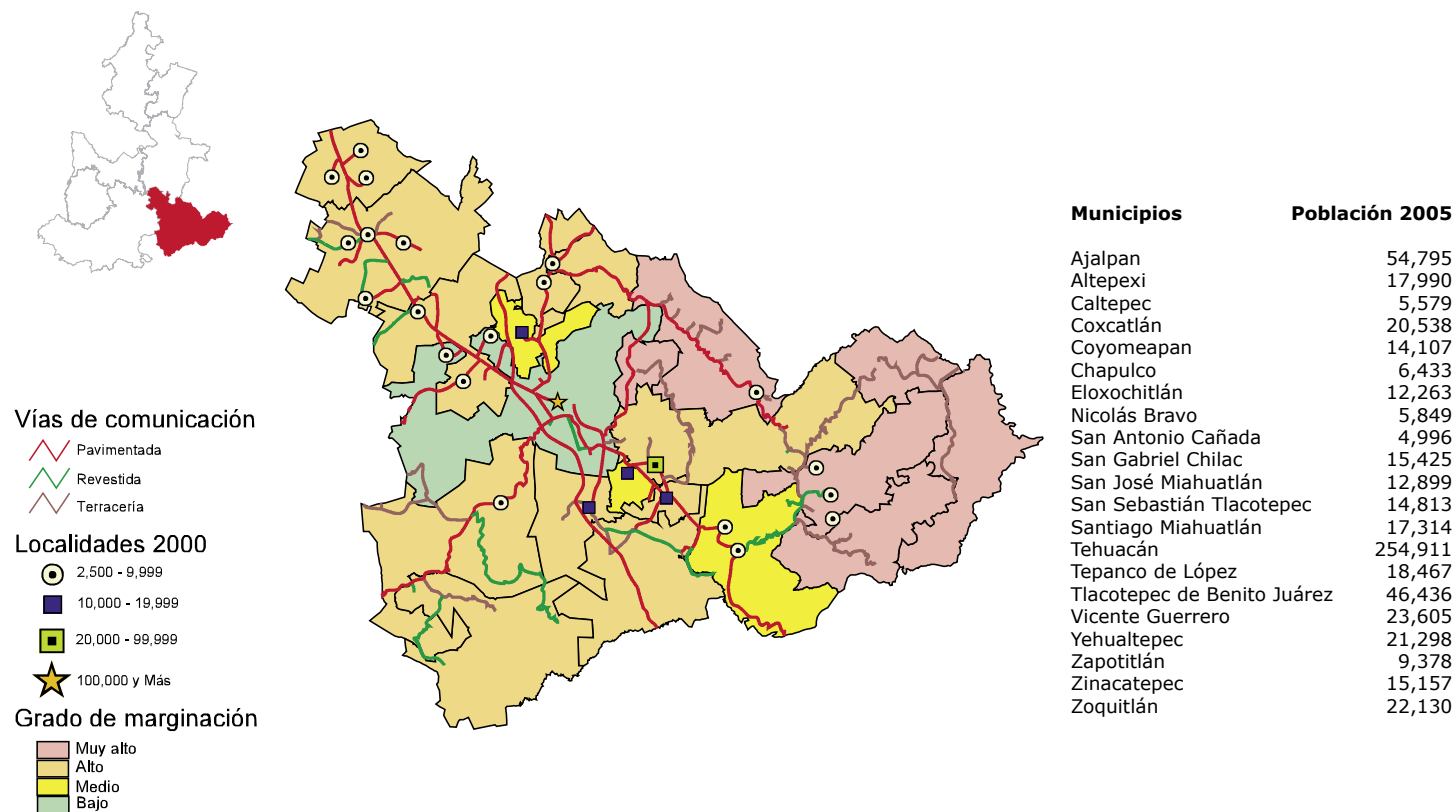 Vías de comunicación
Pavimentada
Revestida
Terracería
Localidades 2000
2,500 - 9,999
10,000 - 19,999
20,000 - 99,999
100,000 y Más
Grado de marginación
Muy alto
Alto
Medio
Bajo
Municipios Población 2005
Ajalpan 54,795
Altepexi 17,990
Caltepec 5,579
Coxcatlán 20,538
Coyomeapan 14,107
Chapulco 6,433
Eloxochitlán 12,263
Nicolás Bravo 5,849
San Antonio Cañada 4,996
San Gabriel Chilac 15,425
San José Miahuatlán 12,899
San Sebastián Tlacotepec 14,813
Santiago Miahuatlán 17,314
Tehuacán 254,911
Tepanco de López 18,467
Tlacotepec de Benito Juárez 46,436
Vicente Guerrero 23,605
Yehualtepec 21,298
Zapotitlán 9,378
Zinacatepec 15,157
Zoquitlán 22,130